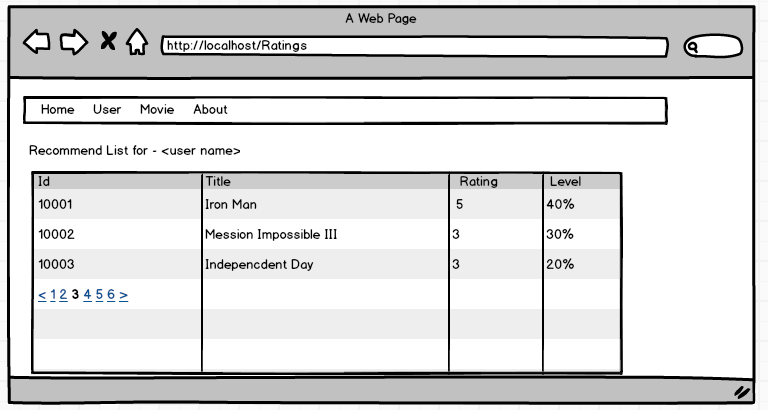 A Web Page
http://localhost/Ratings
Home User Movie About
Recommend List for - <user name>
Id Title Rating Level
10001 Iron Man 5 40%
10002 Mession Impossible III 3 30%
10003 Indepencdent Day 3 20%
< 1 2 3 4 5 6 >